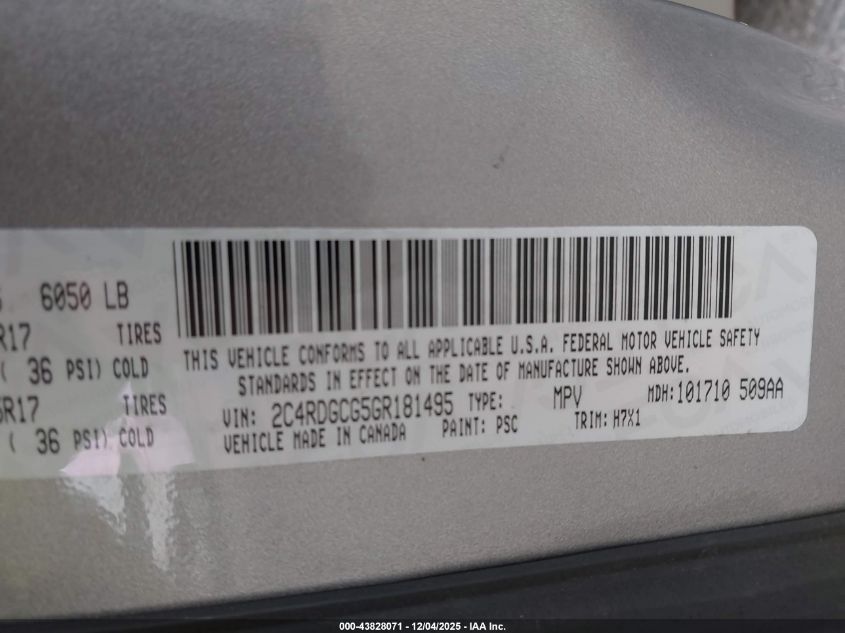 6050 LB
R17 TIRES
( 36 PSI) COLD
R17 TIRES
( 36 PSI) COLD
THIS VEHICLE CONFORMS TO ALL APPLICABLE U.S.A. FEDERAL MOTOR VEHICLE SAFETY
STANDARDS IN EFFECT ON THE DATE OF MANUFACTURE SHOWN ABOVE.
VIN: 2C4RDGCG5GR181495 TYPE: MPV MDH: 101710 509AA
VEHICLE MADE IN CANADA PAINT: PSC TRIM: H7X1
000-43828071 - 12/04/2025 - IAA Inc.